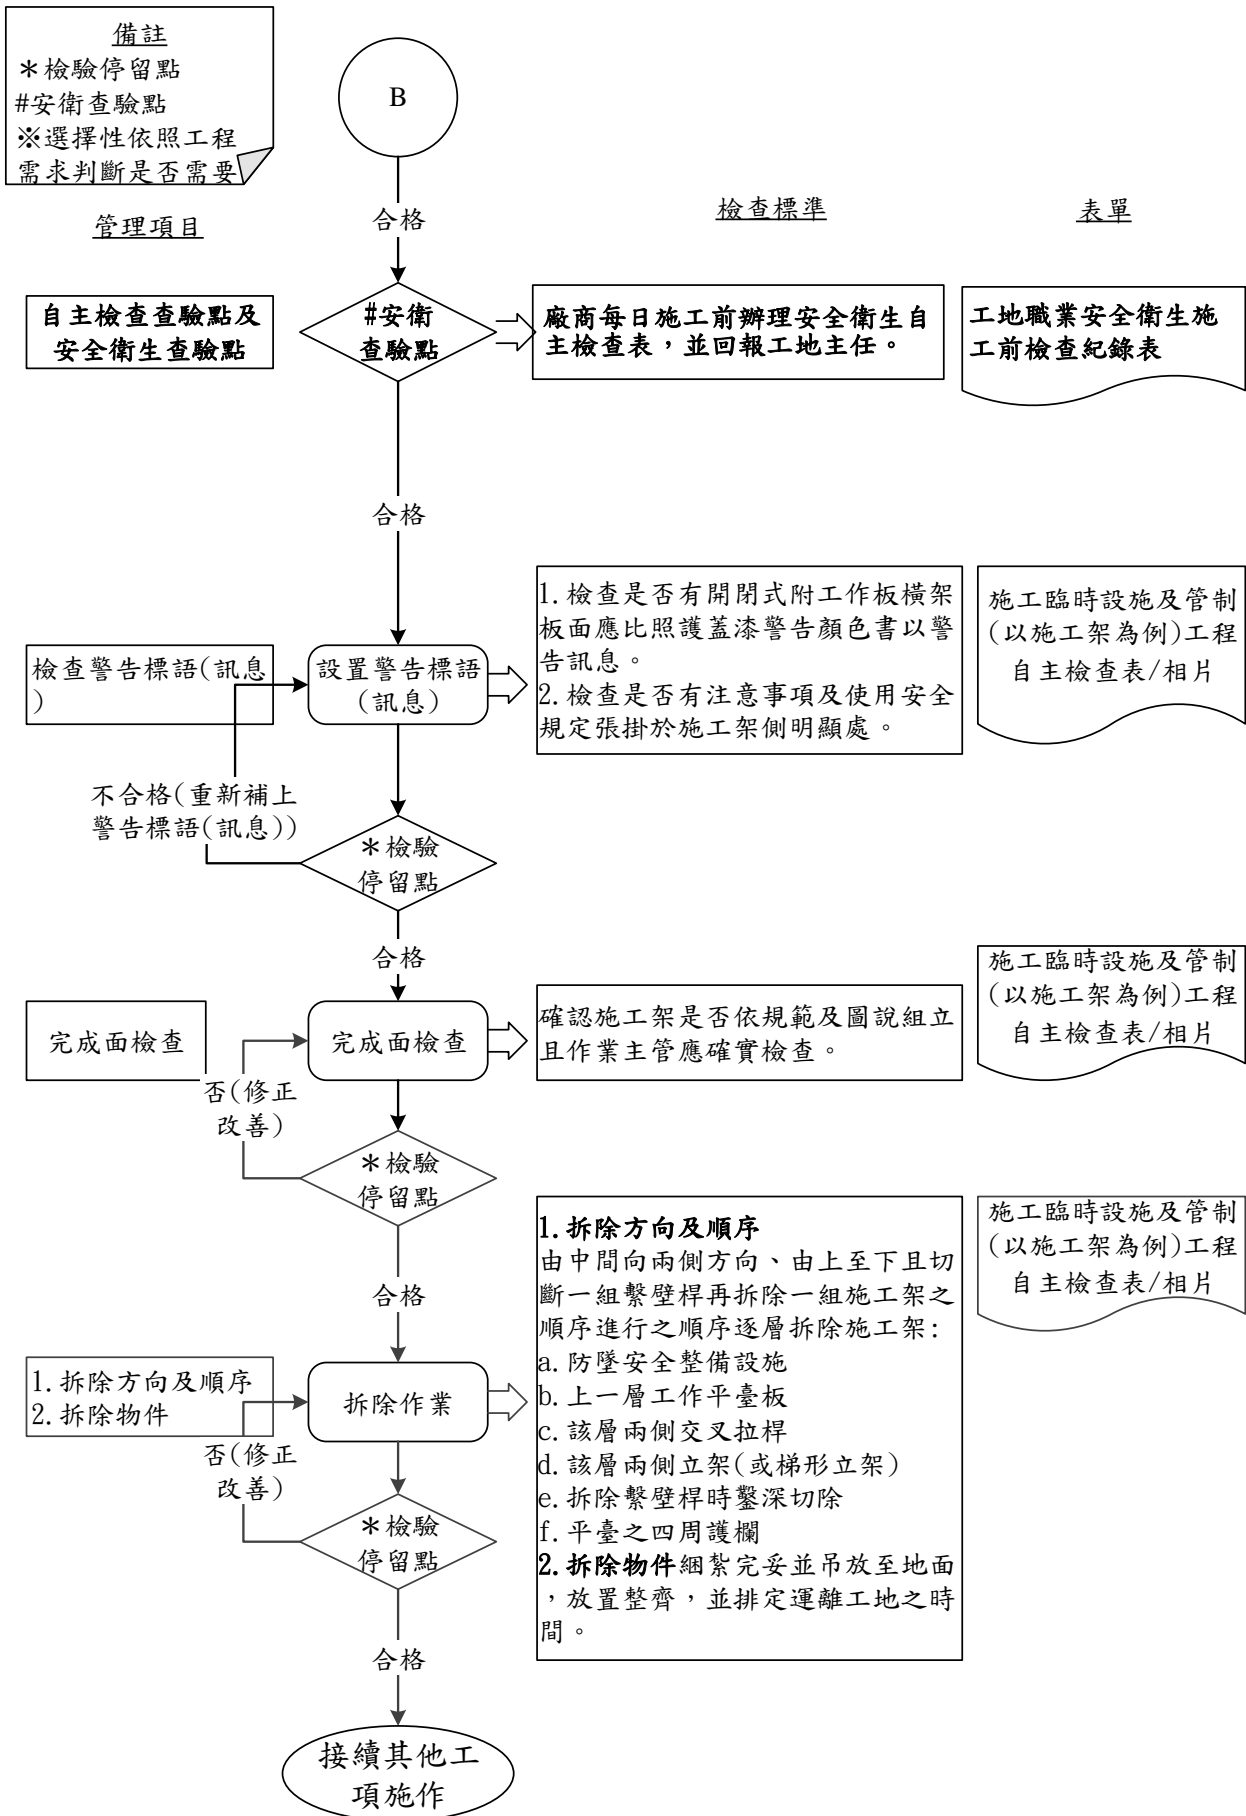 備註
＊檢驗停留點
#安衛查驗點
※選擇性依照工程
需求判斷是否需要
B
合格
管理項目
檢查標準
表單
自主檢查查驗點及
安全衛生查驗點
#安衛
查驗點
廠商每日施工前辦理安全衛生自
主檢查表，並回報工地主任。
工地職業安全衛生施
工前檢查紀錄表
合格
檢查警告標語(訊息
)
設置警告標語
(訊息)
1.檢查是否有開閉式附工作板橫架
板面應比照護蓋漆警告顏色書以警
告訊息。
2.檢查是否有注意事項及使用安全
規定張掛於施工架側明顯處。
施工臨時設施及管制
(以施工架為例)工程
自主檢查表/相片
不合格(重新補上
警告標語(訊息))
＊檢驗
停留點
合格
完成面檢查
完成面檢查
確認施工架是否依規範及圖說組立
且作業主管應確實檢查。
施工臨時設施及管制
(以施工架為例)工程
自主檢查表/相片
否(修正
改善)
＊檢驗
停留點
合格
1.拆除方向及順序
2.拆除物件
拆除作業
1.拆除方向及順序
由中間向兩側方向、由上至下且切
斷一組繫壁桿再拆除一組施工架之
順序進行之順序逐層拆除施工架:
a.防墜安全整備設施
b.上一層工作平臺板
c.該層兩側交叉拉桿
d.該層兩側立架(或梯形立架)
e.拆除繫壁桿時鑿深切除
f.平臺之四周護欄
2.拆除物件綑紮完妥並吊放至地面
，放置整齊，並排定運離工地之時
間。
施工臨時設施及管制
(以施工架為例)工程
自主檢查表/相片
否(修正
改善)
＊檢驗
停留點
合格
接續其他工
項施作